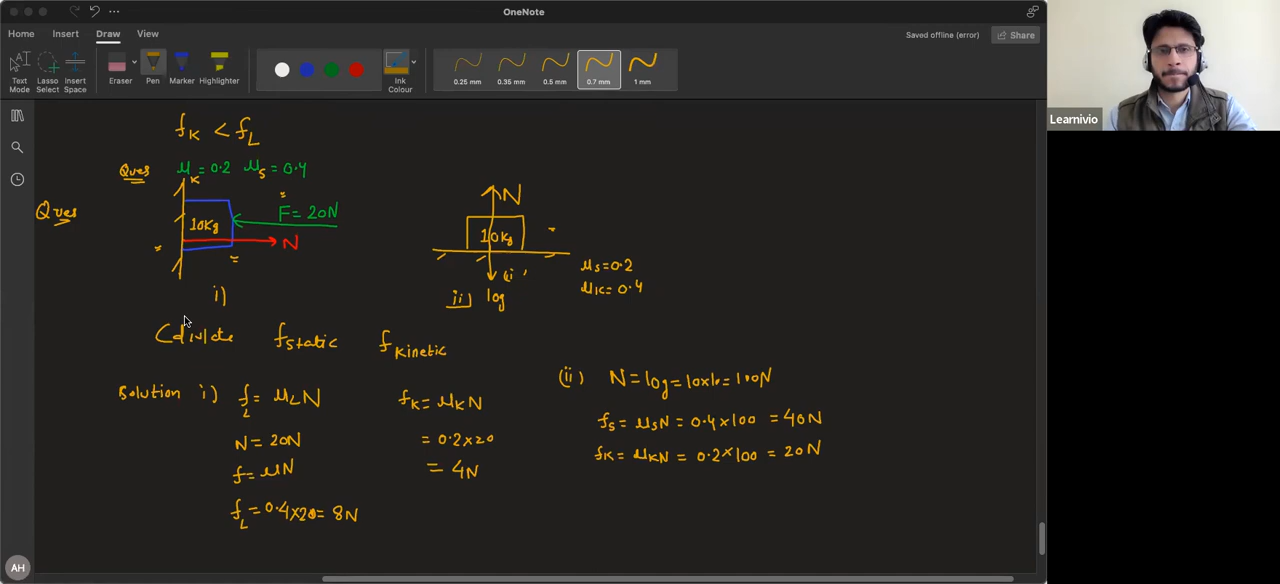 OneNote
Home Insert Draw View
Saved offline (error) Share
Text Mode Lasso Select Insert Space Eraser Pen Marker Highlighter Ink Colour 0.25 mm 0.35 mm 0.5 mm 0.7 mm 1 mm
Learnivio
fK < fL
Ques μK = 0.2 μS = 0.4
Ques
10Kg
F = 20N
N
i)
N
10Kg
μS = 0.2
μK = 0.4
ii) 10g
Calculate fstatic fKinetic
Solution i) fL = μLN
N = 20N
f = μN
fL = 0.4×20 = 8N
fK = μKN
= 0.2×20
= 4N
(ii) N = 10g = 10×10 = 100N
fS = μSN = 0.4×100 = 40N
fK = μKN = 0.2×100 = 20N
AH